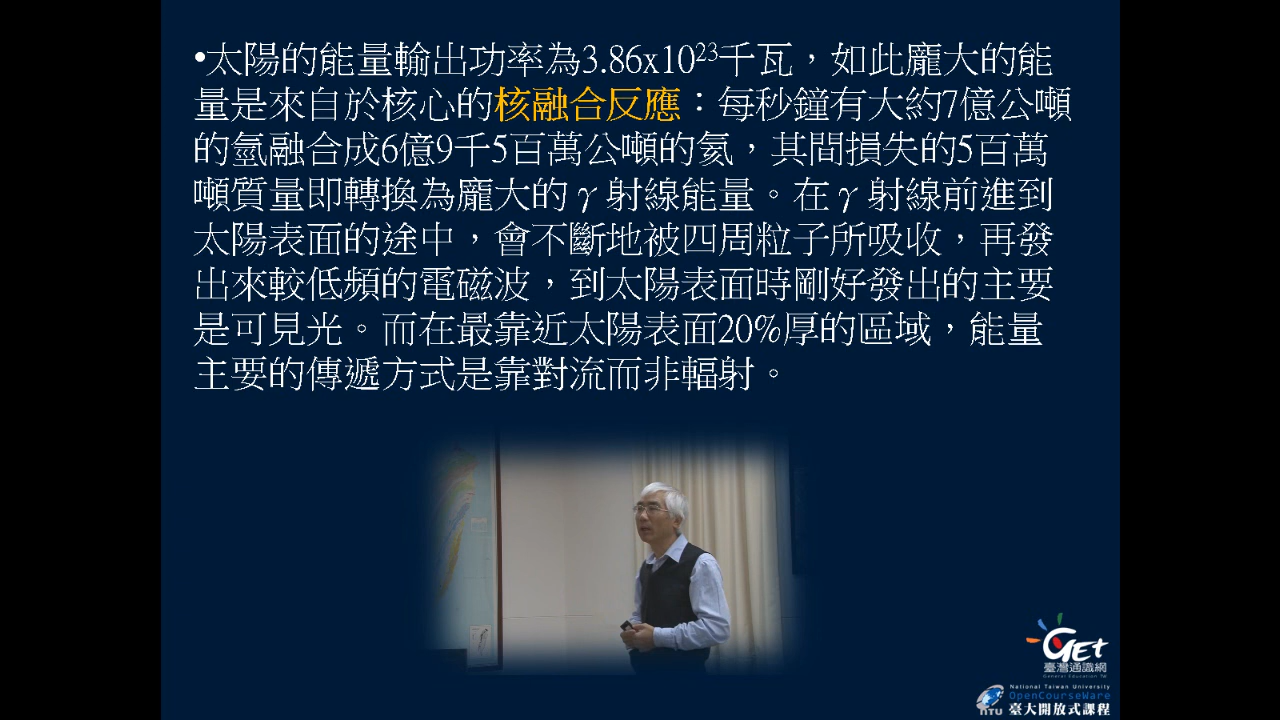 •太陽的能量輸出功率為3.86x10²³千瓦，如此龐大的能
量是來自於核心的核融合反應：每秒鐘有大約7億公噸
的氫融合成6億9千5百萬公噸的氦，其間損失的5百萬
噸質量即轉換為龐大的γ射線能量。在γ射線前進到
太陽表面的途中，會不斷地被四周粒子所吸收，再發
出來較低頻的電磁波，到太陽表面時剛好發出的主要
是可見光。而在最靠近太陽表面20%厚的區域，能量
主要的傳遞方式是靠對流而非輻射。
GEt
臺灣通識網
General Education TW
National Taiwan University
OpenCourseWare
NTU 臺大開放式課程